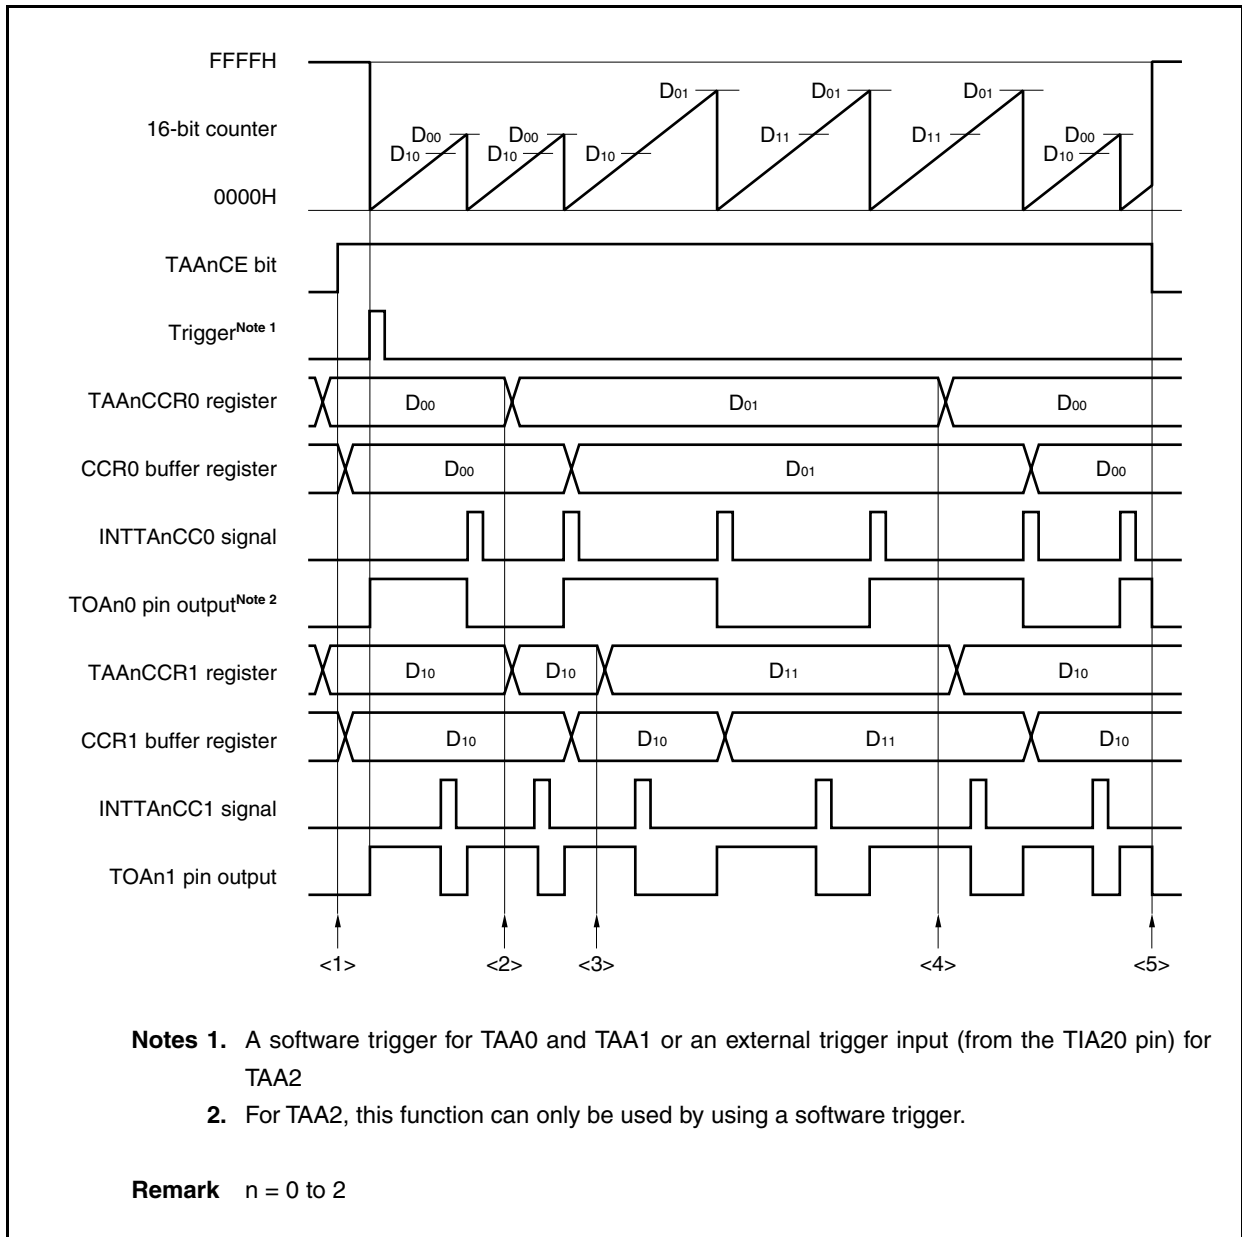 FFFFH
D01 D01 D01
16-bit counter
D00 D00 D11 D11 D00
D10 D10 D10 D10
0000H
TAAnCE bit
TriggerNote 1
TAAnCCR0 register D00 D01 D00
CCR0 buffer register D00 D01 D00
INTTAnCC0 signal
TOAn0 pin outputNote 2
TAAnCCR1 register D10 D10 D11 D10
CCR1 buffer register D10 D10 D11 D10
INTTAnCC1 signal
TOAn1 pin output
<1> <2> <3> <4> <5>
Notes 1. A software trigger for TAA0 and TAA1 or an external trigger input (from the TIA20 pin) for
TAA2
2. For TAA2, this function can only be used by using a software trigger.
Remark n = 0 to 2